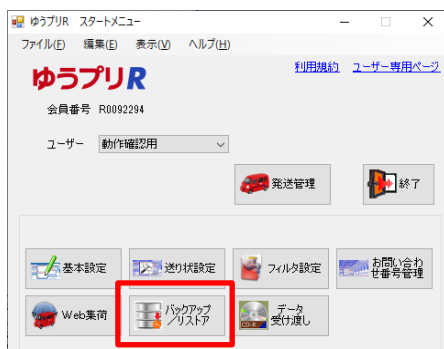 ゆうプリR スタートメニュー
ファイル(F) 編集(E) 表示(V) ヘルプ(H)
ゆうプリR
利用規約 ユーザー専用ページ
会員番号 R0092294
ユーザー 動作確認用
発送管理
終了
基本設定
送り状設定
フィルタ設定
お問い合わ
せ番号管理
Web集荷
バックアップ
/リストア
データ
受け渡し
CD-R